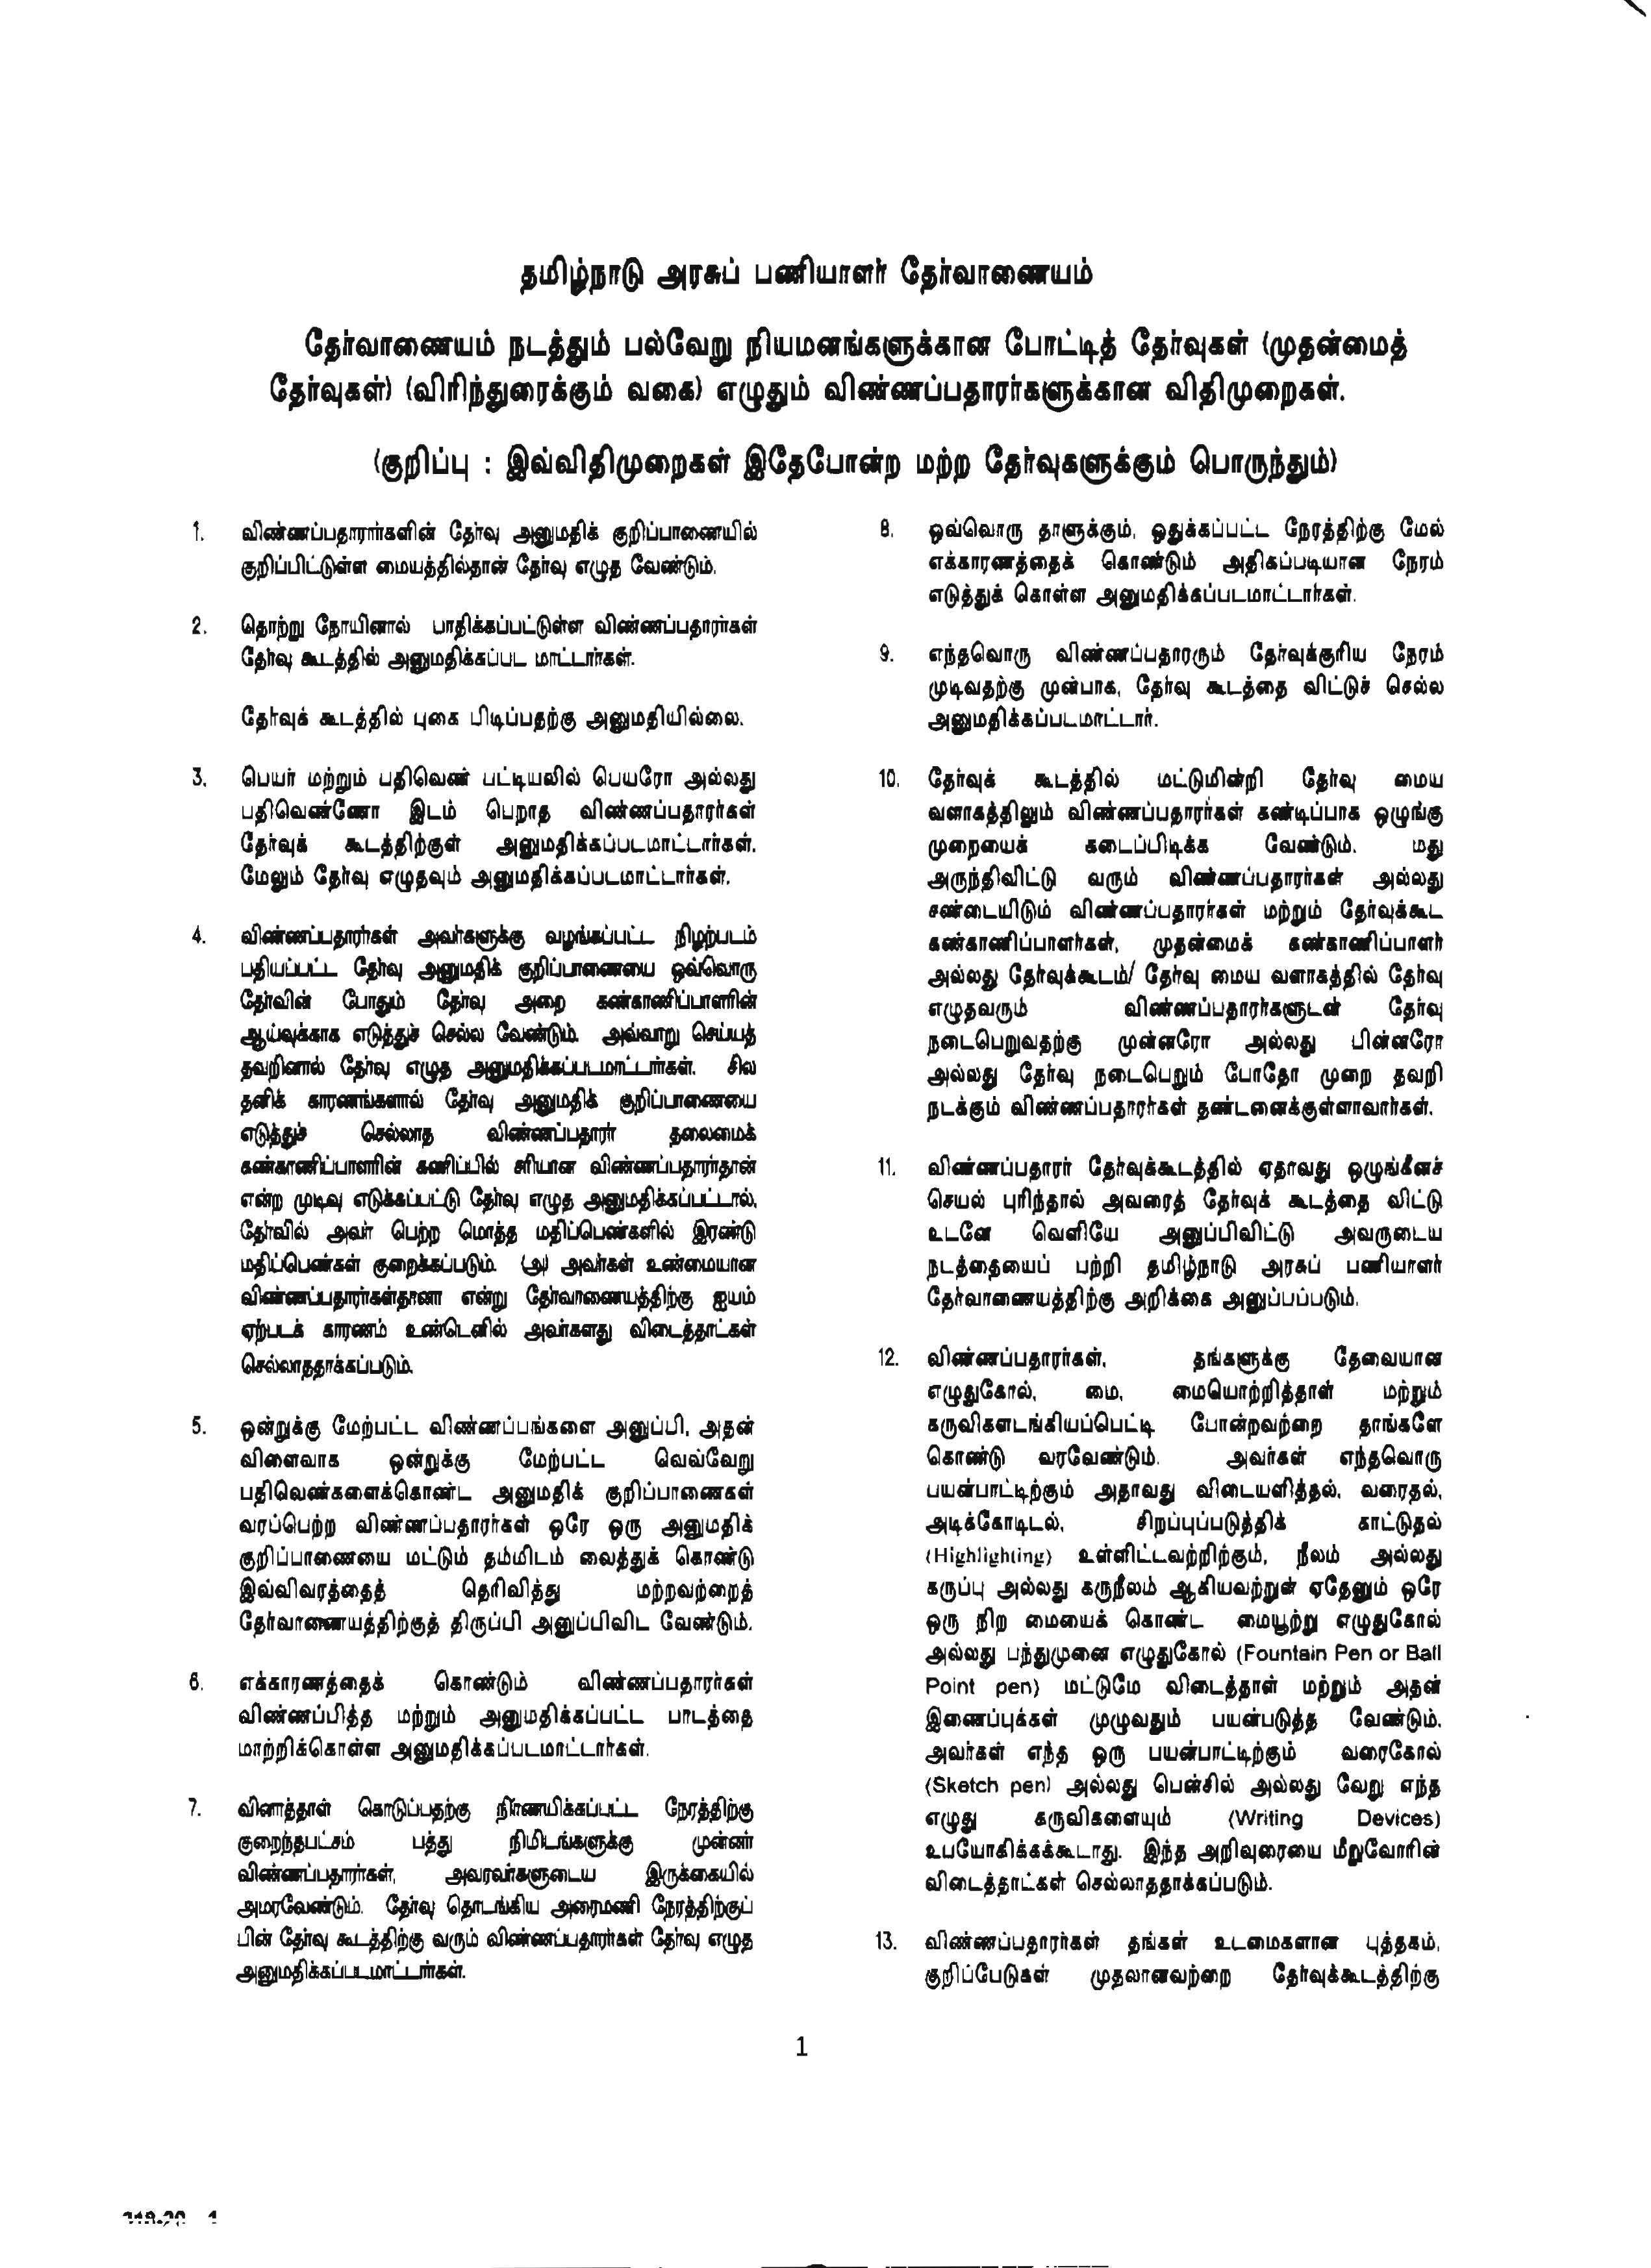 தமிழ்நாடு அரசுப் பணியாளர் தேர்வாணையம்
தேர்வாணையம் நடத்தும் பல்வேறு நியமனங்களுக்கான போட்டித் தேர்வுகள் (முதன்மைத்
தேர்வுகள்) (விரிந்துரைக்கும் வகை) எழுதும் விண்ணப்பதாரர்களுக்கான விதிமுறைகள்.
(குறிப்பு : இவ்விதிமுறைகள் இதேபோன்ற மற்ற தேர்வுகளுக்கும் பொருந்தும்)
1. விண்ணப்பதாரர்களின் தேர்வு அனுமதிக் குறிப்பாணையில்
குறிப்பிட்டுள்ள மையத்தில்தான் தேர்வு எழுத வேண்டும்.
2. தொற்று நோயினால் பாதிக்கப்பட்டுள்ள விண்ணப்பதாரர்கள்
தேர்வு கூடத்தில் அனுமதிக்கப்பட மாட்டார்கள்.
தேர்வுக் கூடத்தில் புகை பிடிப்பதற்கு அனுமதியில்லை.
3. பெயர் மற்றும் பதிவெண் பட்டியலில் பெயரோ அல்லது
பதிவெண்ணோ இடம் பெறாத விண்ணப்பதாரர்கள்
தேர்வுக் கூடத்திற்குள் அனுமதிக்கப்படமாட்டார்கள்.
மேலும் தேர்வு எழுதவும் அனுமதிக்கப்படமாட்டார்கள்.
4. விண்ணப்பதாரர்கள் அவர்களுக்கு வழங்கப்பட்ட நிழற்படம்
பதியப்பட்ட தேர்வு அனுமதிக் குறிப்பாணையை ஒவ்வொரு
தேர்வின் போதும் தேர்வு அறை கண்காணிப்பாளரின்
ஆய்வுக்காக எடுத்துச் செல்ல வேண்டும். அவ்வாறு செய்யத்
தவறினால் தேர்வு எழுத அனுமதிக்கப்படமாட்டார்கள். சில
தனிக் காரணங்களால் தேர்வு அனுமதிக் குறிப்பாணையை
எடுத்துச் செல்லாத விண்ணப்பதாரர் தலைமைக்
கண்காணிப்பாளரின் கணிப்பில் சரியான விண்ணப்பதாரர்தான்
என்ற முடிவு எடுக்கப்பட்டு தேர்வு எழுத அனுமதிக்கப்பட்டால்,
தேர்வில் அவர் பெற்ற மொத்த மதிப்பெண்களில் இரண்டு
மதிப்பெண்கள் குறைக்கப்படும். (அ) அவர்கள் உண்மையான
விண்ணப்பதாரர்கள்தானா என்று தேர்வாணையத்திற்கு ஐயம்
ஏற்படக் காரணம் உண்டெனில் அவர்களது விடைத்தாட்கள்
செல்லாததாக்கப்படும்.
5. ஒன்றுக்கு மேற்பட்ட விண்ணப்பங்களை அனுப்பி, அதன்
விளைவாக ஒன்றுக்கு மேற்பட்ட வெவ்வேறு
பதிவெண்களைக்கொண்ட அனுமதிக் குறிப்பாணைகள்
வரப்பெற்ற விண்ணப்பதாரர்கள் ஒரே ஒரு அனுமதிக்
குறிப்பாணையை மட்டும் தம்மிடம் வைத்துக் கொண்டு
இவ்விவரத்தைத் தெரிவித்து மற்றவற்றைத்
தேர்வாணையத்திற்குத் திருப்பி அனுப்பிவிட வேண்டும்.
6. எக்காரணத்தைக் கொண்டும் விண்ணப்பதாரர்கள்
விண்ணப்பித்த மற்றும் அனுமதிக்கப்பட்ட பாடத்தை
மாற்றிக்கொள்ள அனுமதிக்கப்படமாட்டார்கள்.
7. வினாத்தாள் கொடுப்பதற்கு நிர்ணயிக்கப்பட்ட நேரத்திற்கு
குறைந்தபட்சம் பத்து நிமிடங்களுக்கு முன்னர்
விண்ணப்பதாரர்கள், அவரவர்களுடைய இருக்கையில்
அமரவேண்டும். தேர்வு தொடங்கிய அரைமணி நேரத்திற்குப்
பின் தேர்வு கூடத்திற்கு வரும் விண்ணப்பதாரர்கள் தேர்வு எழுத
அனுமதிக்கப்படமாட்டார்கள்.
8. ஒவ்வொரு தாளுக்கும், ஒதுக்கப்பட்ட நேரத்திற்கு மேல்
எக்காரணத்தைக் கொண்டும் அதிகப்படியான நேரம்
எடுத்துக் கொள்ள அனுமதிக்கப்படமாட்டார்கள்.
9. எந்தவொரு விண்ணப்பதாரரும் தேர்வுக்குரிய நேரம்
முடிவதற்கு முன்பாக, தேர்வு கூடத்தை விட்டுச் செல்ல
அனுமதிக்கப்படமாட்டார்.
10. தேர்வுக் கூடத்தில் மட்டுமின்றி தேர்வு மைய
வளாகத்திலும் விண்ணப்பதாரர்கள் கண்டிப்பாக ஒழுங்கு
முறையைக் கடைப்பிடிக்க வேண்டும். மது
அருந்திவிட்டு வரும் விண்ணப்பதாரர்கள் அல்லது
சண்டையிடும் விண்ணப்பதாரர்கள் மற்றும் தேர்வுக்கூட
கண்காணிப்பாளர்கள், முதன்மைக் கண்காணிப்பாளர்
அல்லது தேர்வுக்கூடம்/ தேர்வு மைய வளாகத்தில் தேர்வு
எழுதவரும் விண்ணப்பதாரர்களுடன் தேர்வு
நடைபெறுவதற்கு முன்னரோ அல்லது பின்னரோ
அல்லது தேர்வு நடைபெறும் போதோ முறை தவறி
நடக்கும் விண்ணப்பதாரர்கள் தண்டனைக்குள்ளாவார்கள்.
11. விண்ணப்பதாரர் தேர்வுக்கூடத்தில் ஏதாவது ஒழுங்கீனச்
செயல் புரிந்தால் அவரைத் தேர்வுக் கூடத்தை விட்டு
உடனே வெளியே அனுப்பிவிட்டு அவருடைய
நடத்தையைப் பற்றி தமிழ்நாடு அரசுப் பணியாளர்
தேர்வாணையத்திற்கு அறிக்கை அனுப்பப்படும்.
12. விண்ணப்பதாரர்கள், தங்களுக்கு தேவையான
எழுதுகோல், மை, மையொற்றித்தாள் மற்றும்
கருவிகளடங்கியப்பெட்டி போன்றவற்றை தாங்களே
கொண்டு வரவேண்டும். அவர்கள் எந்தவொரு
பயன்பாட்டிற்கும் அதாவது விடையளித்தல், வரைதல்,
அடிக்கோடிடல், சிறப்புப்படுத்திக் காட்டுதல்
(Highlighting) உள்ளிட்டவற்றிற்கும், நீலம் அல்லது
கருப்பு அல்லது கருநீலம் ஆகியவற்றுள் ஏதேனும் ஒரே
ஒரு நிற மையைக் கொண்ட மையூற்று எழுதுகோல்
அல்லது பந்துமுனை எழுதுகோல் (Fountain Pen or Ball
Point pen) மட்டுமே விடைத்தாள் மற்றும் அதன்
இணைப்புக்கள் முழுவதும் பயன்படுத்த வேண்டும்.
அவர்கள் எந்த ஒரு பயன்பாட்டிற்கும் வரைகோல்
(Sketch pen) அல்லது பென்சில் அல்லது வேறு எந்த
எழுது கருவிகளையும் (Writing Devices)
உபயோகிக்கக்கூடாது. இந்த அறிவுரையை மீறுவோரின்
விடைத்தாட்கள் செல்லாததாக்கப்படும்.
13. விண்ணப்பதாரர்கள் தங்கள் உடமைகளான புத்தகம்,
குறிப்பேடுகள் முதலானவற்றை தேர்வுக்கூடத்திற்கு
1